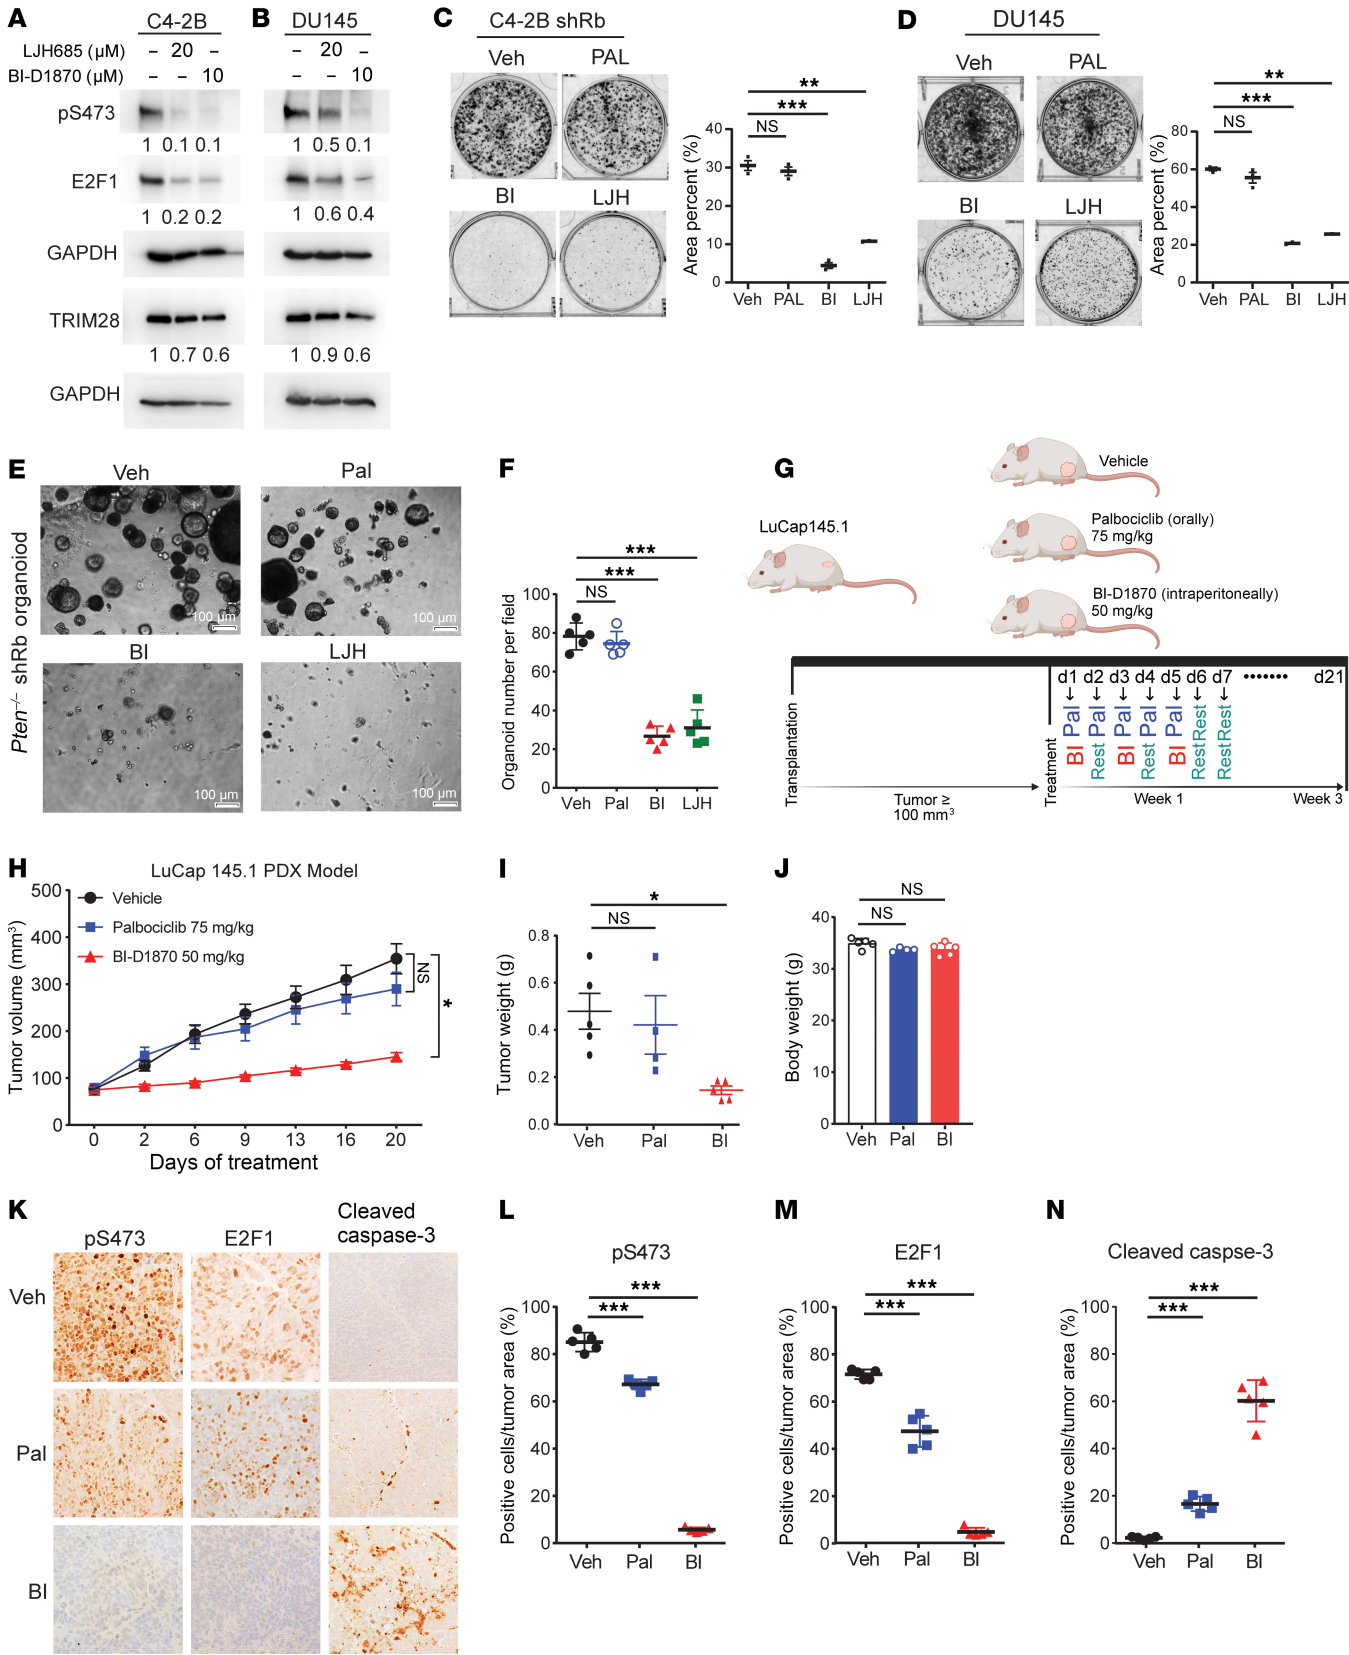 A
C4-2B
LJH685 (µM)
– 20 –
BI-D1870 (µM)
– – 10
pS473
1 0.1 0.1
E2F1
1 0.2 0.2
GAPDH
TRIM28
1 0.7 0.6
GAPDH
B
DU145
– 20 –
– – 10
1 0.5 0.1
1 0.6 0.4
1 0.9 0.6
C
C4-2B shRb
Veh PAL
BI LJH
**
***
NS
Area percent (%)
40
30
20
10
0
Veh PAL BI LJH
D
DU145
Veh PAL
BI LJH
**
***
NS
Area percent (%)
80
60
40
20
0
Veh PAL BI LJH
E
Pten–/– shRb organoiod
Veh Pal
100 µm 100 µm
BI LJH
100 µm 100 µm
F
***
***
NS
Organoid number per field
100
80
60
40
20
0
Veh Pal BI LJH
G
LuCap145.1
Vehicle
Palbociclib (orally)
75 mg/kg
BI-D1870 (intraperitoneally)
50 mg/kg
Transplantation
Tumor ≥
100 mm3
Treatment
d1 d2 d3 d4 d5 d6 d7 ....... d21
Pal Pal Pal Pal Pal Rest Rest
BI Rest BI Rest BI Rest Rest
Week 1
Week 3
H
LuCap 145.1 PDX Model
Vehicle
Palbociclib 75 mg/kg
BI-D1870 50 mg/kg
NS
*
Tumor volume (mm3)
500
400
300
200
100
0
0 2 6 9 13 16 20
Days of treatment
I
*
NS
Tumor weight (g)
0.8
0.6
0.4
0.2
0.0
Veh Pal BI
J
NS
NS
Body weight (g)
40
30
20
10
0
Veh Pal BI
K
pS473 E2F1
Cleaved
caspase-3
Veh
Pal
BI
L
pS473
***
***
Positive cells/tumor area (%)
100
80
60
40
20
0
Veh Pal BI
M
E2F1
***
***
Positive cells/tumor area (%)
100
80
60
40
20
0
Veh Pal BI
N
Cleaved caspse-3
***
***
Positive cells/tumor area (%)
100
80
60
40
20
0
Veh Pal BI